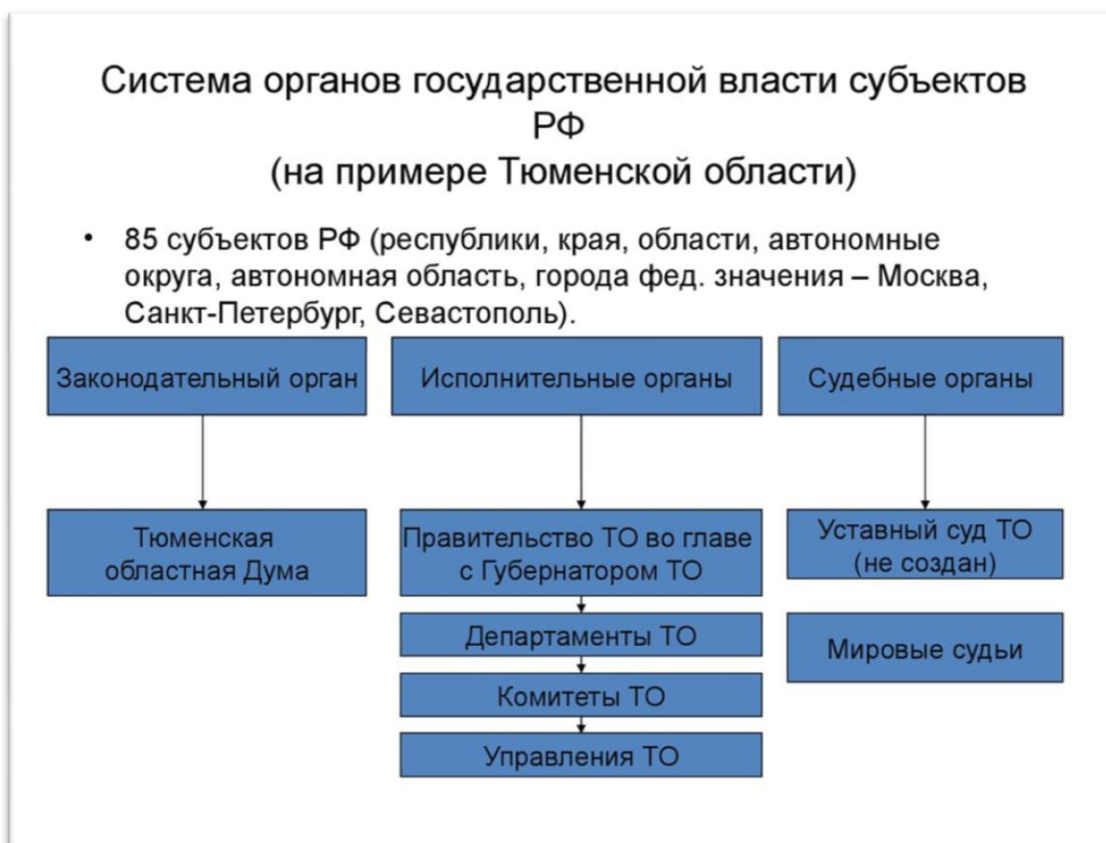 Система органов государственной власти субъектов
РФ
(на примере Тюменской области)
• 85 субъектов РФ (республики, края, области, автономные
округа, автономная область, города фед. значения – Москва,
Санкт-Петербург, Севастополь).
Законодательный орган
Исполнительные органы
Судебные органы
Тюменская
областная Дума
Правительство ТО во главе
с Губернатором ТО
Уставный суд ТО
(не создан)
Департаменты ТО
Мировые судьи
Комитеты ТО
Управления ТО